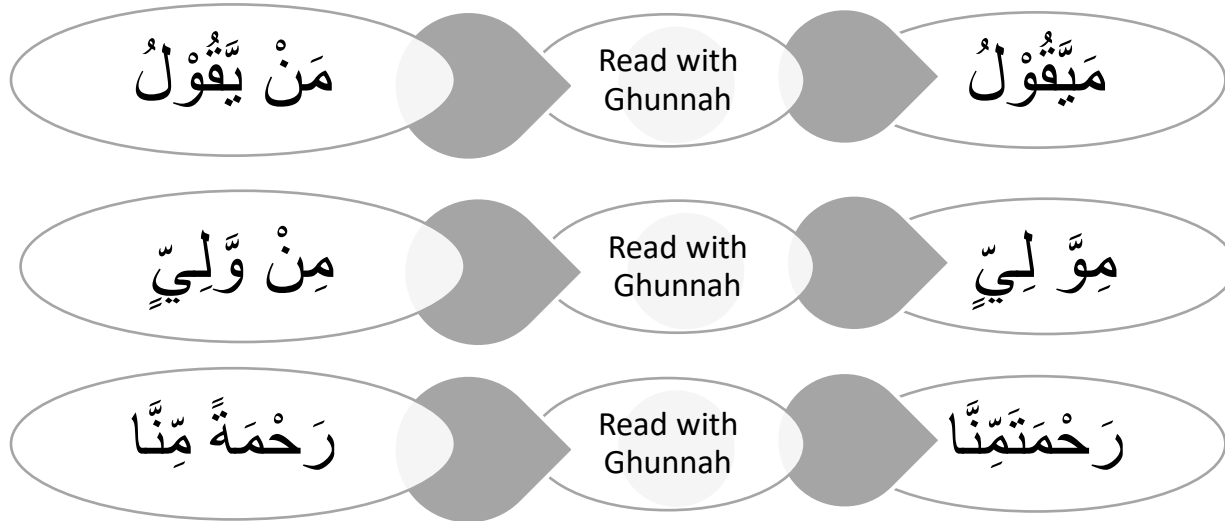 مَنْ يَّقُوْلُ
Read with
Ghunnah
مَيَّقُوْلُ
مِنْ وَّلِيٍّ
Read with
Ghunnah
مِوَّ لِيٍّ
رَحْمَةً مِّنَّا
Read with
Ghunnah
رَحْمَتَمِّنَّا